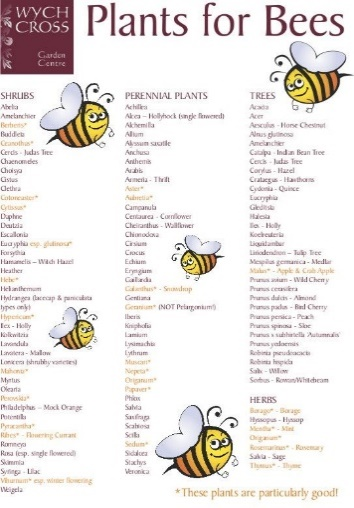 WYCH
CROSS
Garden
Centre
Plants for Bees
SHRUBS
Abelia
Amelanchier
Berberis*
Buddleia
Ceanothus*
Cercis - Judas Tree
Chaenomeles
Choisya
Cistus
Clethra
Cotoneaster*
Cytissus*
Daphne
Deutzia
Escallonia
Eucryphia esp. glutinosa*
Forsythia
Hamamelis - Witch Hazel
Heather
Hebe*
Helianthemum
Hydrangea (lacecap & paniculata
types only)
Hypericum*
Ilex - Holly
Kolkwitzia
Lavandula
Lavatera - Mallow
Lonicera (shrubby varieties)
Mahonia*
Myrtus
Olearia
Perovskia*
Philadelphus - Mock Orange
Potentilla
Pyracantha*
Ribes* - Flowering Currant
Romneya
Rosa (esp. single flowered)
Skimmia
Syringa - Lilac
Viburnum* esp. winter flowering
Weigela
PERENNIAL PLANTS
Achillea
Alcea - Hollyhock (single flowered)
Alchemilla
Allium
Alyssum saxatile
Anchusa
Anthemis
Arabis
Armeria - Thrift
Aster*
Aubrieta*
Campanula
Centaurea - Cornflower
Cheiranthus - Wallflower
Chionodoxa
Cirsium
Crocus
Echium
Eryngium
Gaillardia
Galanthus* - Snowdrop
Gentiana
Geranium* (NOT Pelargonium!)
Iberis
Kniphofia
Lamium
Lysimachia
Lythrum
Muscari*
Nepeta*
Origanum*
Papaver*
Phlox
Salvia
Saxifraga
Scabiosa
Scilla
Sedum*
Sidalcea
Stachys
Veronica
TREES
Acacia
Acer
Aesculus - Horse Chestnut
Alnus glutinosa
Amelanchier
Catalpa - Indian Bean Tree
Cercis - Judas Tree
Corylus - Hazel
Crataegus - Hawthorns
Cydonia - Quince
Eucryphia
Gleditsia
Halesia
Ilex - Holly
Koelreuteria
Liquidambar
Liriodendron - Tulip Tree
Mespilus germanica - Medlar
Malus* - Apple & Crab Apple
Prunus avium - Wild Cherry
Prunus cerasifera
Prunus dulcis - Almond
Prunus padus - Bird Cherry
Prunus persica - Peach
Prunus spinosa - Sloe
Prunus x subhirtella 'Autumnalis'
Prunus yedoensis
Robinia pseudoacacia
Robinia hispida
Salix - Willow
Sorbus - Rowan/Whitebeam
HERBS
Borago* - Borage
Hyssopus - Hyssop
Mentha* - Mint
Origanum*
Rosmarinus* - Rosemary
Salvia - Sage
Thymus* - Thyme
*These plants are particularly good!